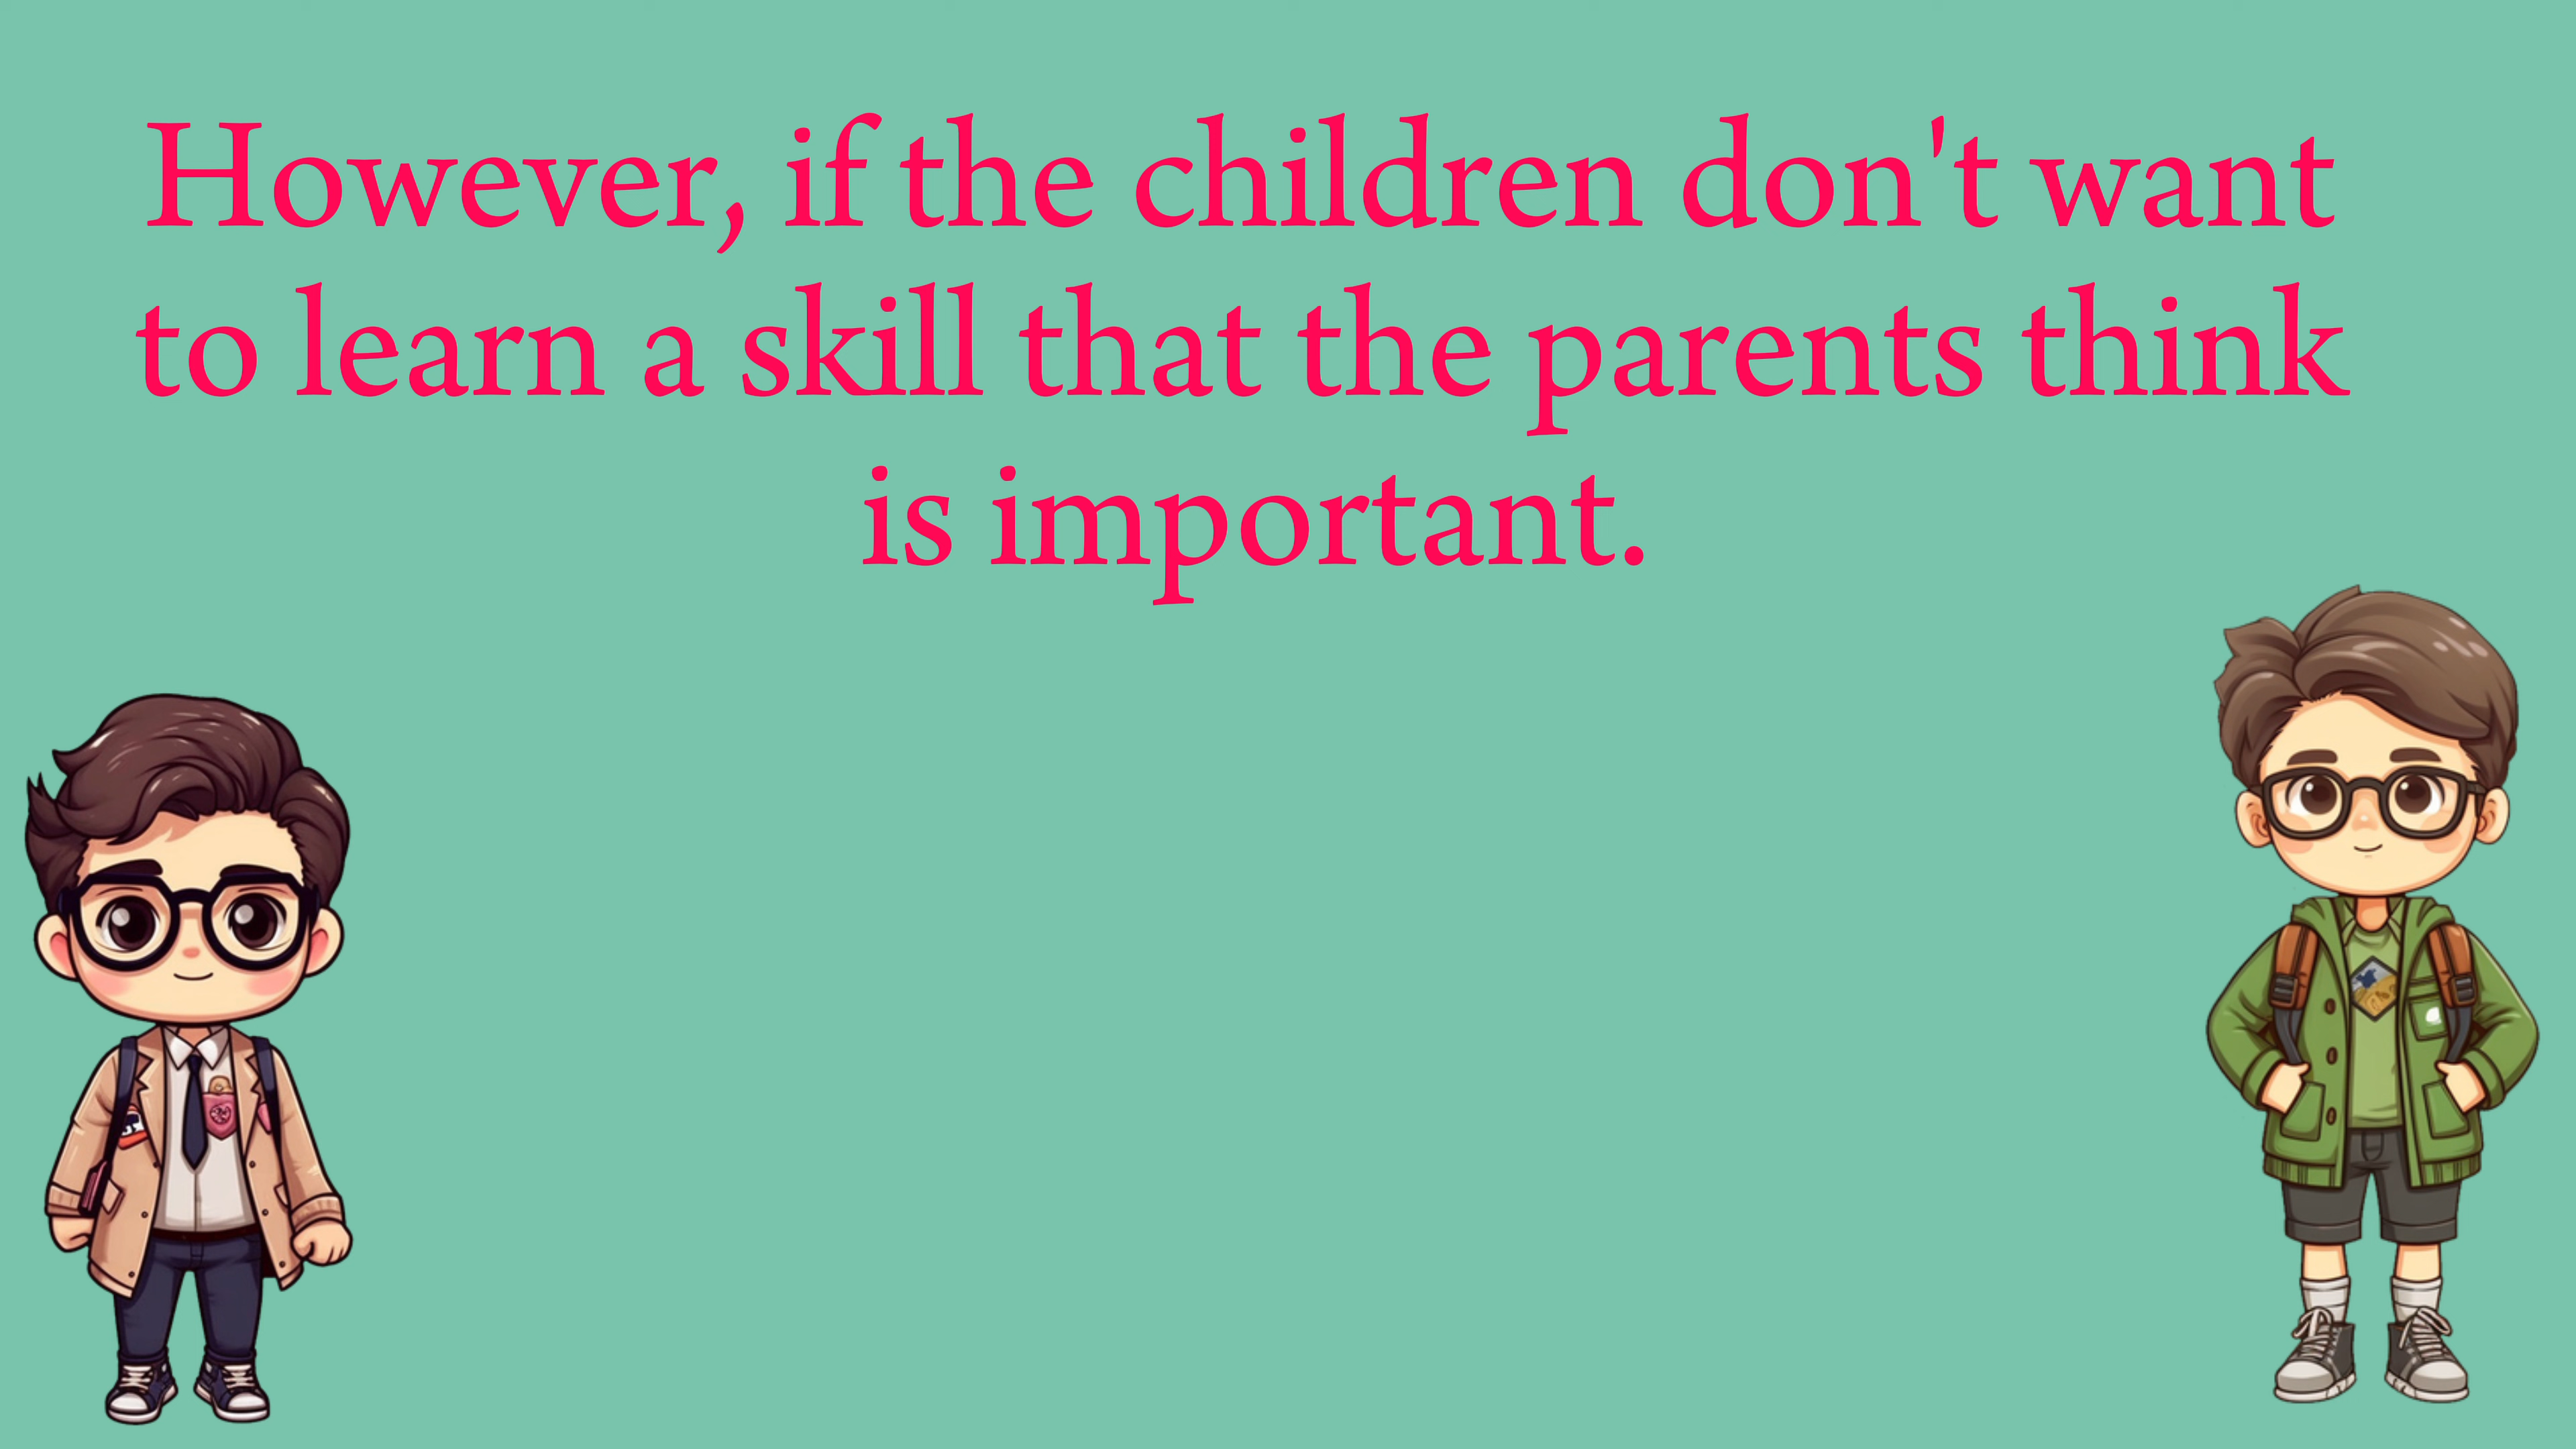 However, if the children don't want
to learn a skill that the parents think
is important.